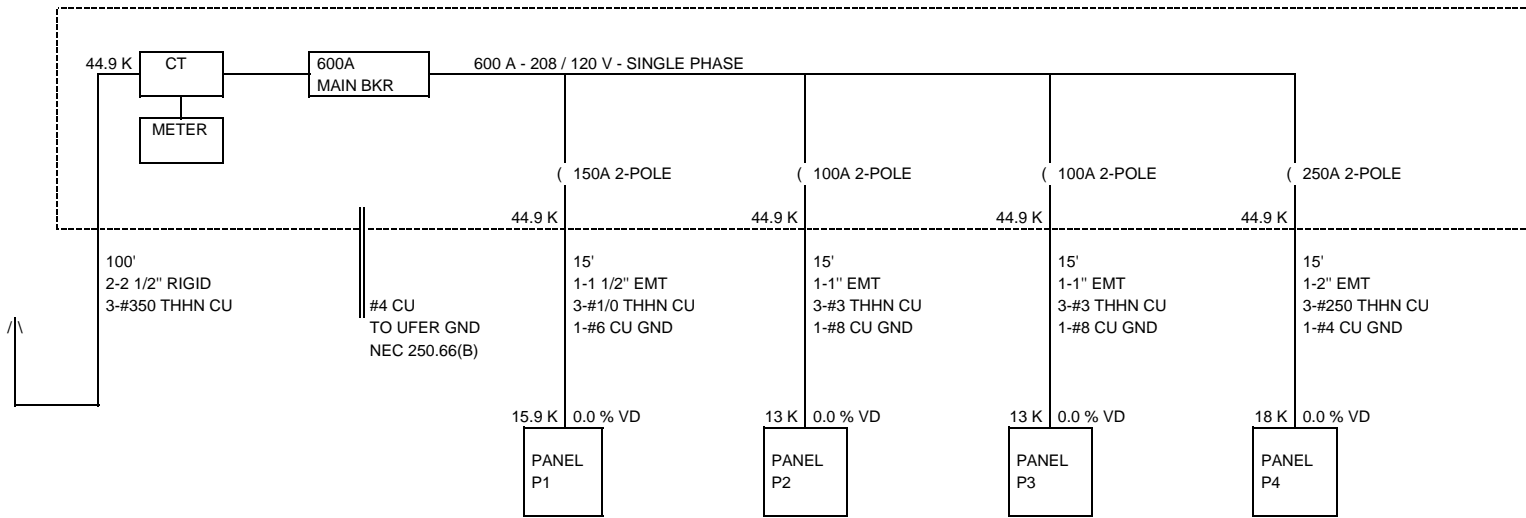 44.9 K
CT
600A
MAIN BKR
600 A - 208 / 120 V - SINGLE PHASE
METER
( 150A 2-POLE
( 100A 2-POLE
( 100A 2-POLE
( 250A 2-POLE
44.9 K
44.9 K
44.9 K
44.9 K
100'
2-2 1/2" RIGID
3-#350 THHN CU
/ \
#4 CU
TO UFER GND
NEC 250.66(B)
15'
1-1 1/2" EMT
3-#1/0 THHN CU
1-#6 CU GND
15'
1-1" EMT
3-#3 THHN CU
1-#8 CU GND
15'
1-1" EMT
3-#3 THHN CU
1-#8 CU GND
15'
1-2" EMT
3-#250 THHN CU
1-#4 CU GND
15.9 K 0.0 % VD
13 K 0.0 % VD
13 K 0.0 % VD
18 K 0.0 % VD
PANEL
P1
PANEL
P2
PANEL
P3
PANEL
P4